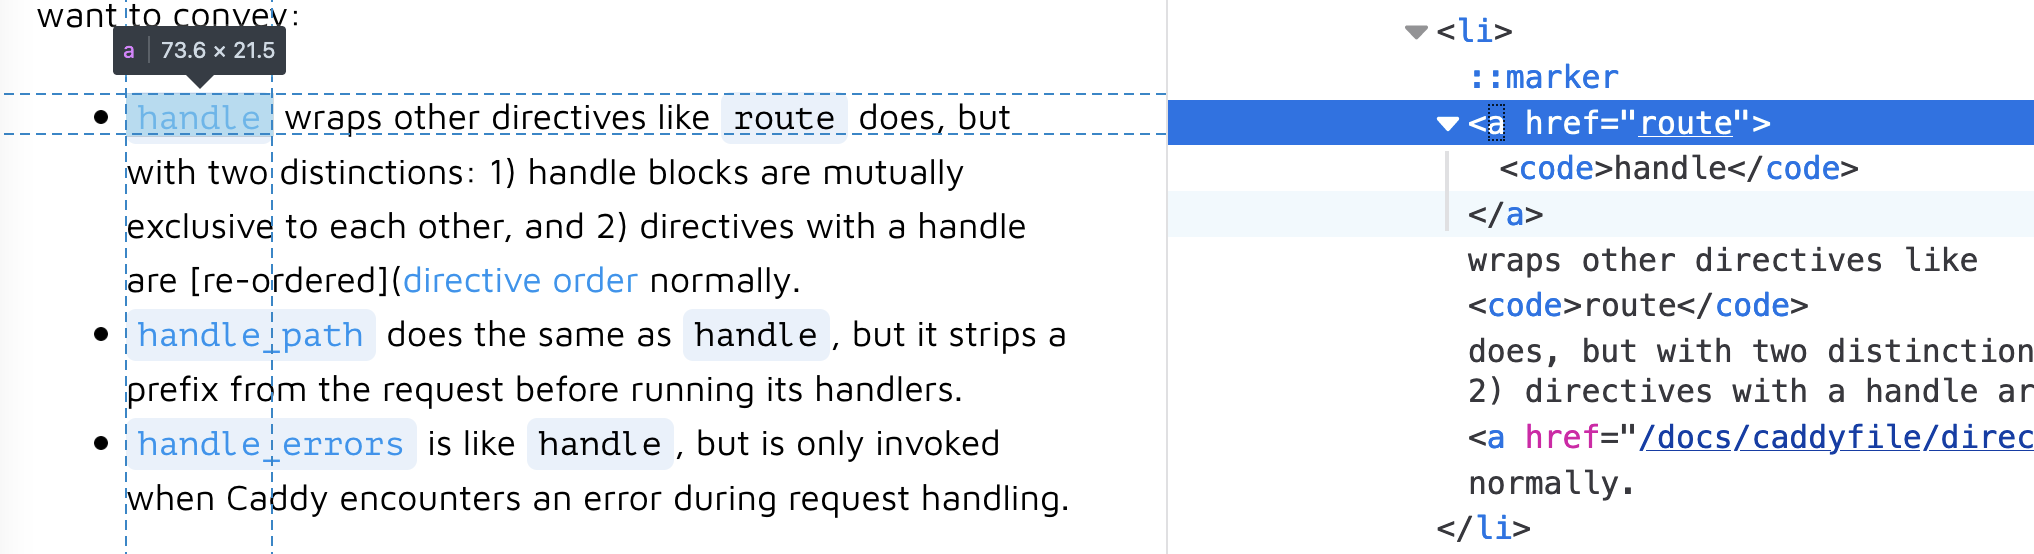 want to convey:
a 73.6 × 21.5
• handle wraps other directives like route does, but
with two distinctions: 1) handle blocks are mutually
exclusive to each other, and 2) directives with a handle
are [re-ordered](directive order normally.
• handle_path does the same as handle, but it strips a
prefix from the request before running its handlers.
• handle_errors is like handle, but is only invoked
when Caddy encounters an error during request handling.
<li>
::marker
<a href="route">
<code>handle</code>
</a>
wraps other directives like
<code>route</code>
does, but with two distinction
2) directives with a handle ar
<a href="/docs/caddyfile/direc
normally.
</li>